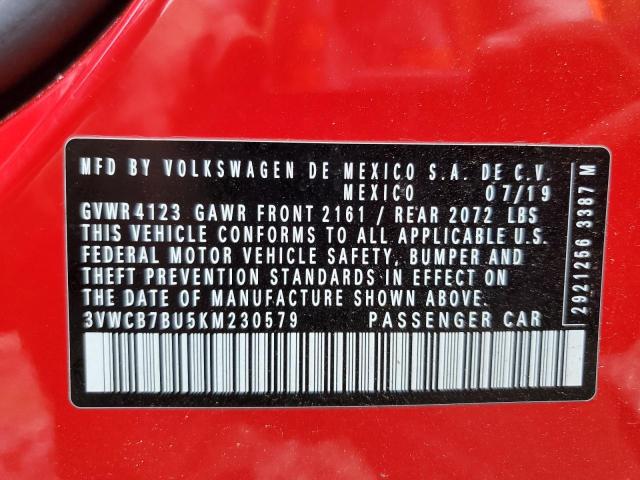 MFD BY VOLKSWAGEN DE MEXICO S.A. DE C.V.
MEXICO 07/19
GVWR4123 GAWR FRONT 2161 / REAR 2072 LBS
THIS VEHICLE CONFORMS TO ALL APPLICABLE U.S.
FEDERAL MOTOR VEHICLE SAFETY, BUMPER AND
THEFT PREVENTION STANDARDS IN EFFECT ON
THE DATE OF MANUFACTURE SHOWN ABOVE.
3VWCB7BU5KM230579 PASSENGER CAR
2921256 3387 M